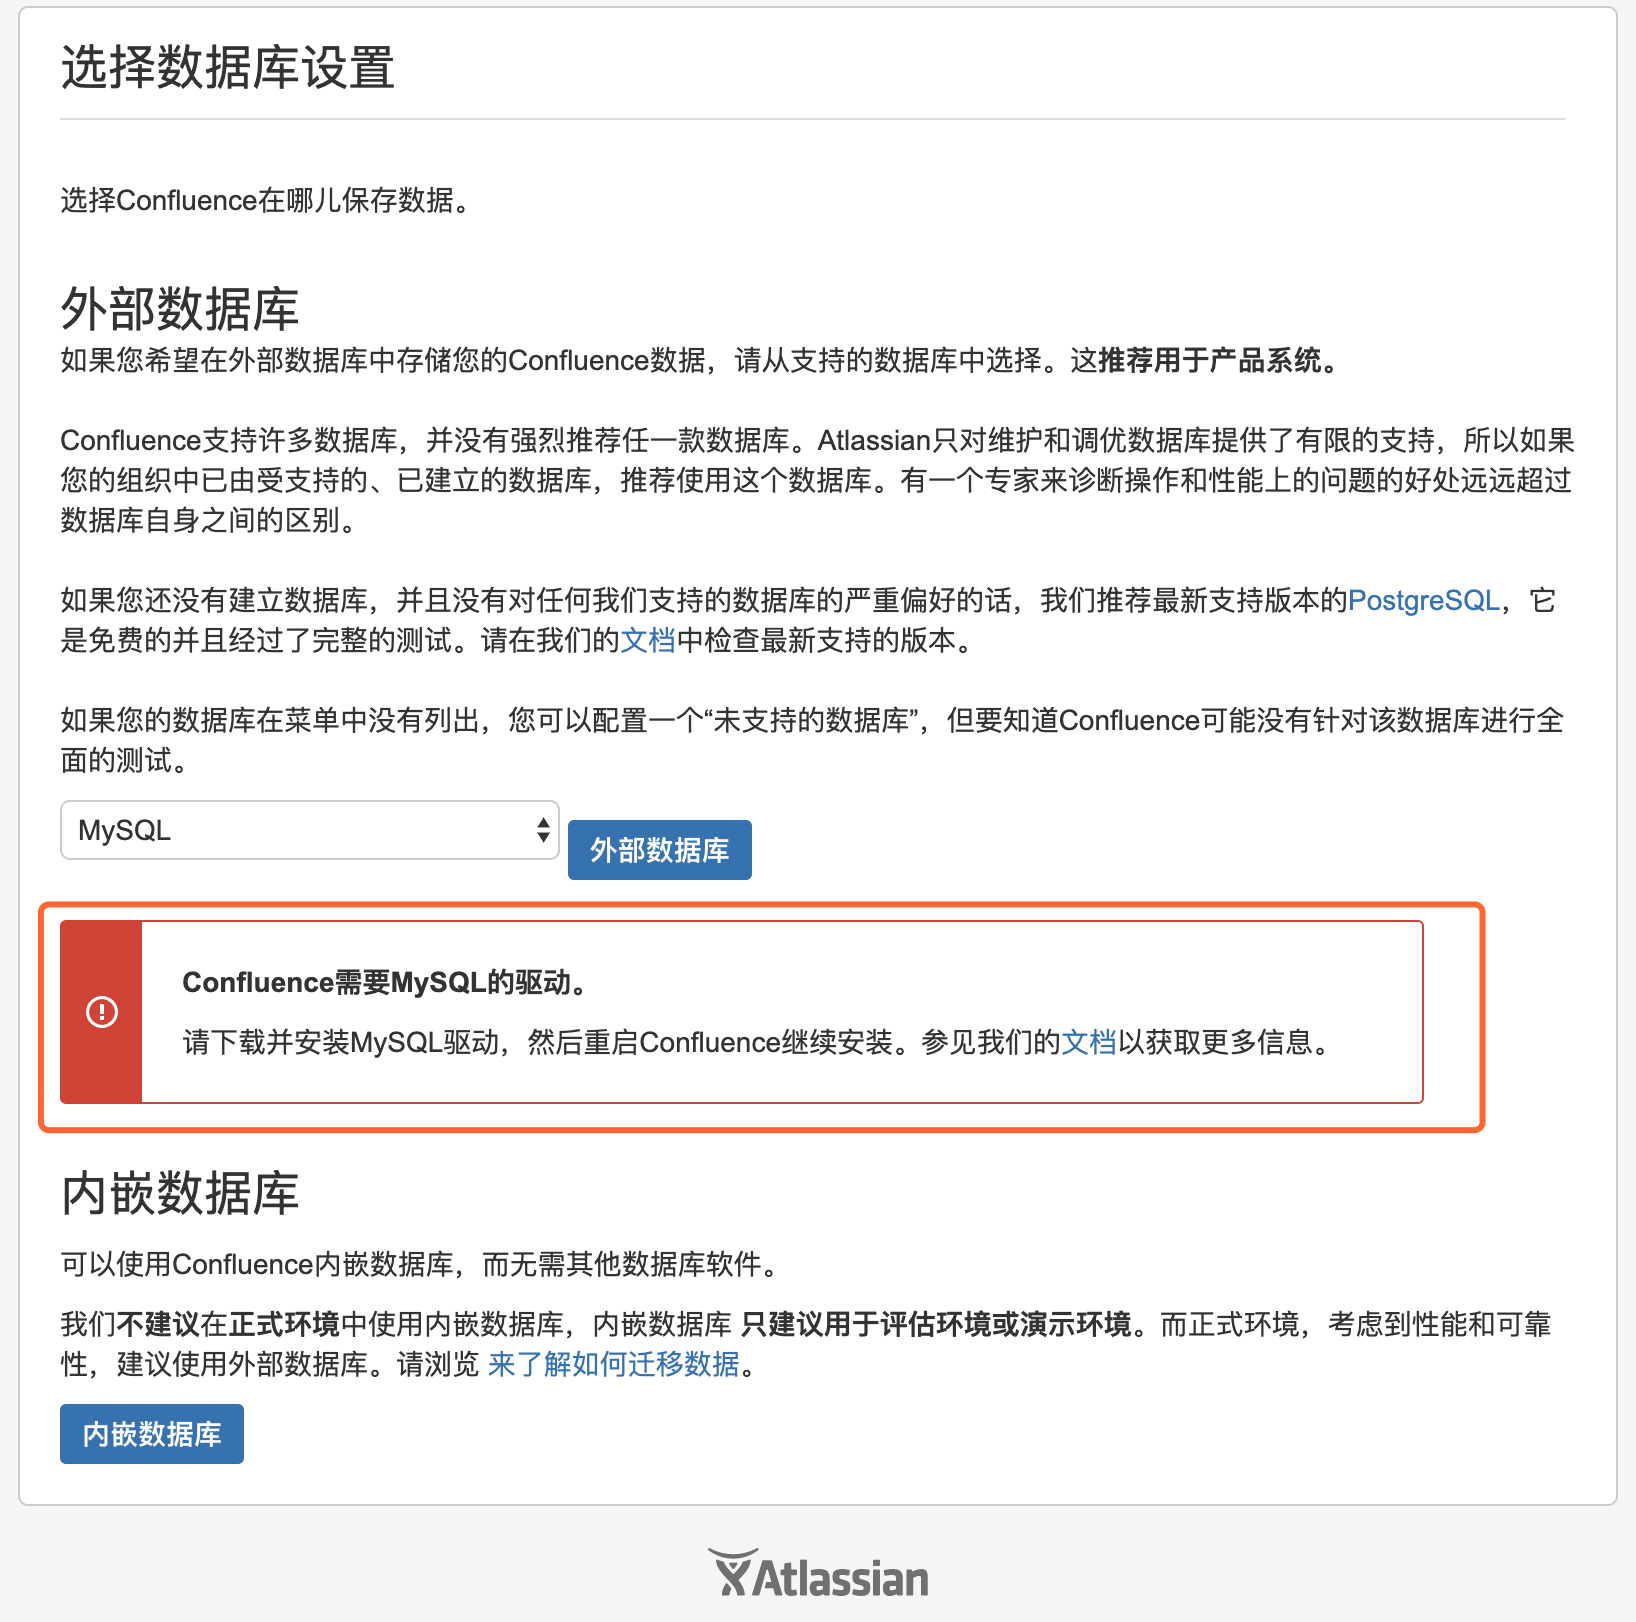 选择数据库设置
选择Confluence在哪儿保存数据。
外部数据库
如果您希望在外部数据库中存储您的Confluence数据，请从支持的数据库中选择。这推荐用于产品系统。
Confluence支持许多数据库，并没有强烈推荐任一款数据库。Atlassian只对维护和调优数据库提供了有限的支持，所以如果
您的组织中已由受支持的、已建立的数据库，推荐使用这个数据库。有一个专家来诊断操作和性能上的问题的好处远远超过
数据库自身之间的区别。
如果您还没有建立数据库，并且没有对任何我们支持的数据库的严重偏好的话，我们推荐最新支持版本的PostgreSQL，它
是免费的并且经过了完整的测试。请在我们的文档中检查最新支持的版本。
如果您的数据库在菜单中没有列出，您可以配置一个“未支持的数据库”，但要知道Confluence可能没有针对该数据库进行全
面的测试。
MySQL
外部数据库
Confluence需要MySQL的驱动。
请下载并安装MySQL驱动，然后重启Confluence继续安装。参见我们的文档以获取更多信息。
内嵌数据库
可以使用Confluence内嵌数据库，而无需其他数据库软件。
我们不建议在正式环境中使用内嵌数据库，内嵌数据库 只建议用于评估环境或演示环境。而正式环境，考虑到性能和可靠
性，建议使用外部数据库。请浏览 来了解如何迁移数据。
内嵌数据库
Atlassian